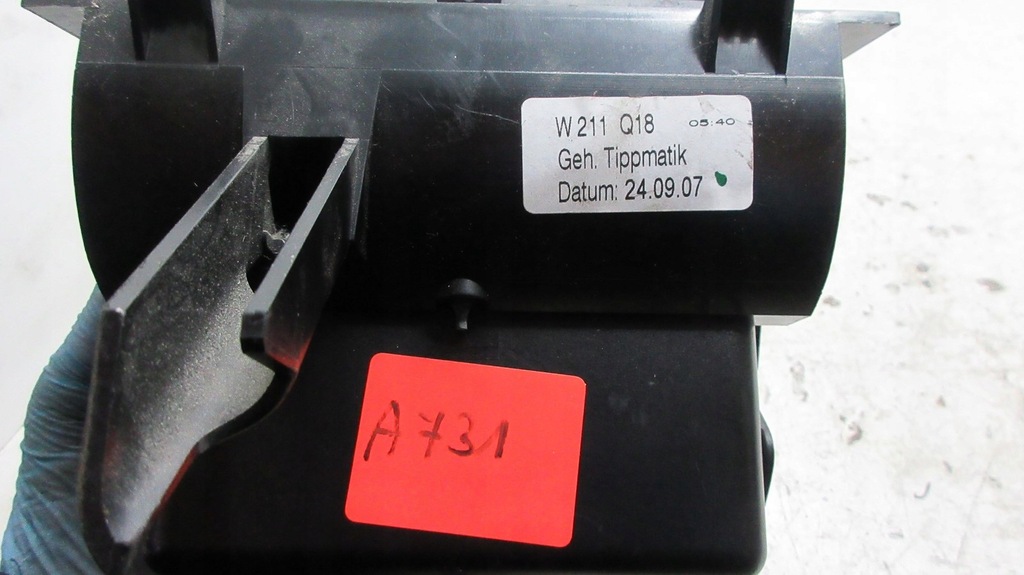 W 211 Q18 05:40
Geh. Tippmatik
Datum: 24.09.07
A731